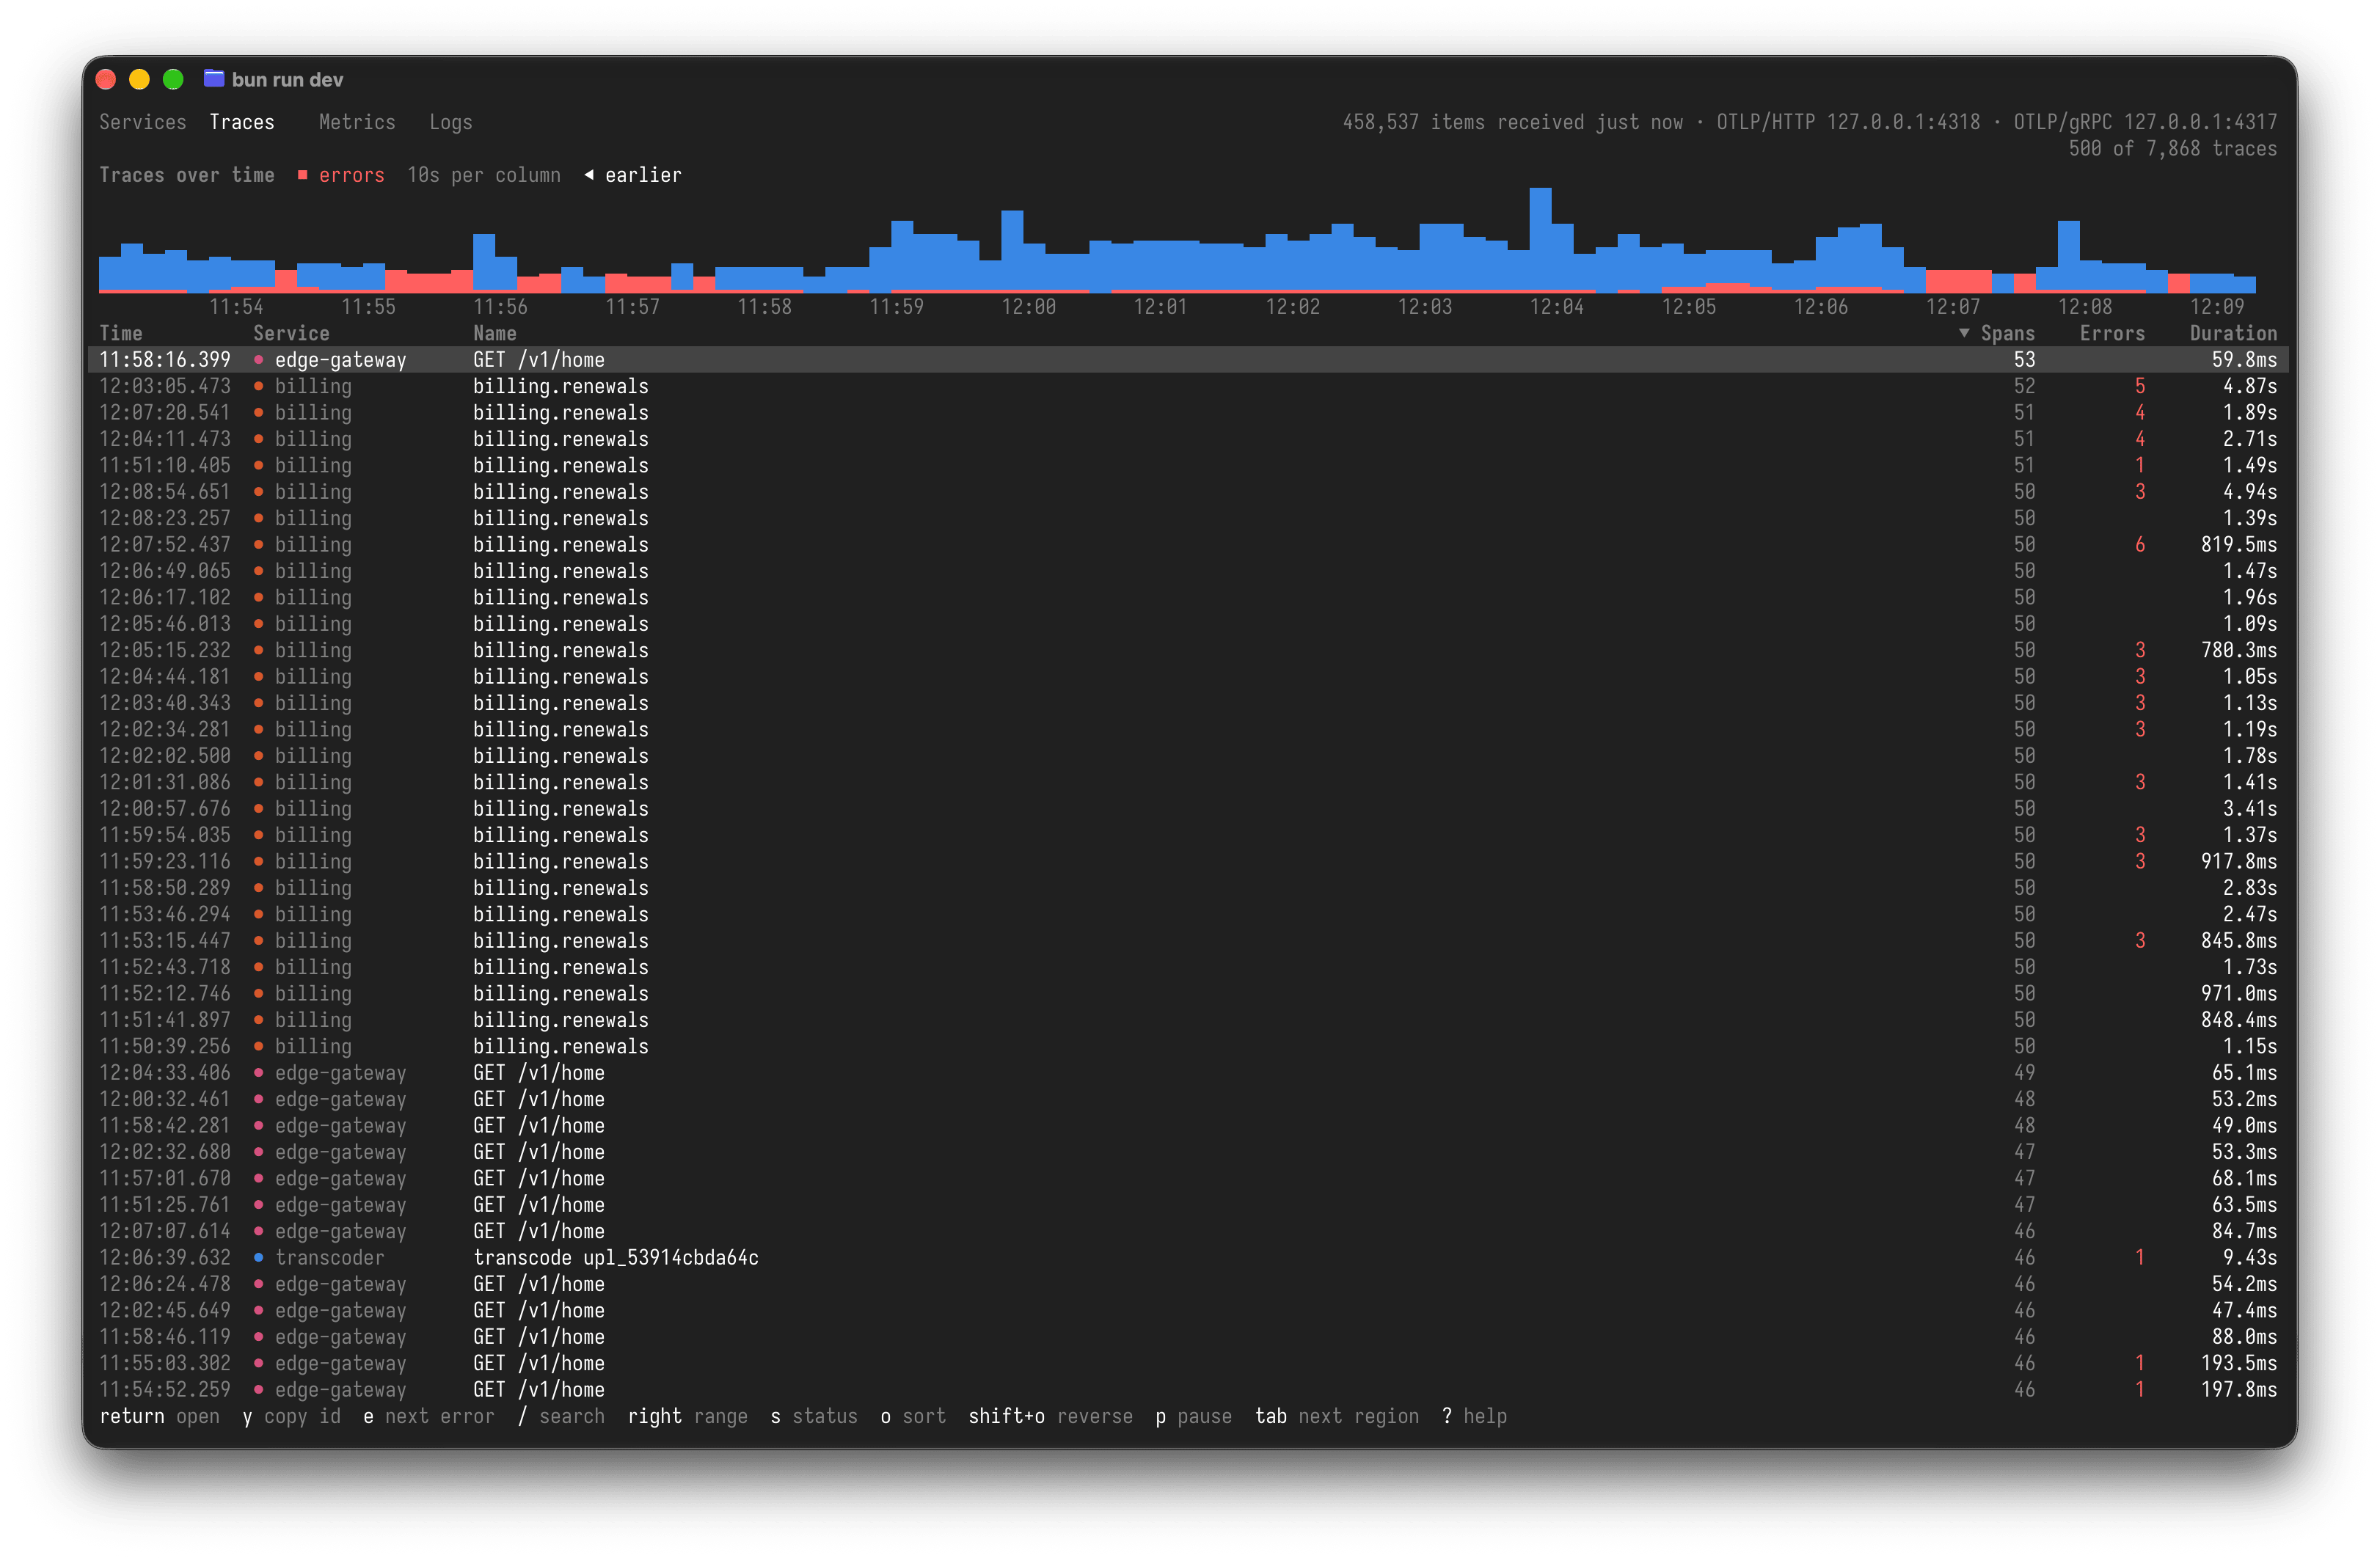 bun run dev
Services Traces Metrics Logs 458,537 items received just now · OTLP/HTTP 127.0.0.1:4318 · OTLP/gRPC 127.0.0.1:4317
500 of 7,868 traces
Traces over time ■ errors 10s per column ◄ earlier
11:54 11:55 11:56 11:57 11:58 11:59 12:00 12:01 12:02 12:03 12:04 12:05 12:06 12:07 12:08 12:09
Time Service Name ▼ Spans Errors Duration
11:58:16.399 ● edge-gateway GET /v1/home 53 59.8ms
12:03:05.473 ● billing billing.renewals 52 5 4.87s
12:07:20.541 ● billing billing.renewals 51 4 1.89s
12:04:11.473 ● billing billing.renewals 51 4 2.71s
11:51:10.405 ● billing billing.renewals 51 1 1.49s
12:08:54.651 ● billing billing.renewals 50 3 4.94s
12:08:23.257 ● billing billing.renewals 50 1.39s
12:07:52.437 ● billing billing.renewals 50 6 819.5ms
12:06:49.065 ● billing billing.renewals 50 1.47s
12:06:17.102 ● billing billing.renewals 50 1.96s
12:05:46.013 ● billing billing.renewals 50 1.09s
12:05:15.232 ● billing billing.renewals 50 3 780.3ms
12:04:44.181 ● billing billing.renewals 50 3 1.05s
12:03:40.343 ● billing billing.renewals 50 3 1.13s
12:02:34.281 ● billing billing.renewals 50 3 1.19s
12:02:02.500 ● billing billing.renewals 50 1.78s
12:01:31.086 ● billing billing.renewals 50 3 1.41s
12:00:57.676 ● billing billing.renewals 50 3.41s
11:59:54.035 ● billing billing.renewals 50 3 1.37s
11:59:23.116 ● billing billing.renewals 50 3 917.8ms
11:58:50.289 ● billing billing.renewals 50 2.83s
11:53:46.294 ● billing billing.renewals 50 2.47s
11:53:15.447 ● billing billing.renewals 50 3 845.8ms
11:52:43.718 ● billing billing.renewals 50 1.73s
11:52:12.746 ● billing billing.renewals 50 971.0ms
11:51:41.897 ● billing billing.renewals 50 848.4ms
11:50:39.256 ● billing billing.renewals 50 1.15s
12:04:33.406 ● edge-gateway GET /v1/home 49 65.1ms
12:00:32.461 ● edge-gateway GET /v1/home 48 53.2ms
11:58:42.281 ● edge-gateway GET /v1/home 48 49.0ms
12:02:32.680 ● edge-gateway GET /v1/home 47 53.3ms
11:57:01.670 ● edge-gateway GET /v1/home 47 68.1ms
11:51:25.761 ● edge-gateway GET /v1/home 47 63.5ms
12:07:07.614 ● edge-gateway GET /v1/home 46 84.7ms
12:06:39.632 ● transcoder transcode upl_53914cbda64c 46 1 9.43s
12:06:24.478 ● edge-gateway GET /v1/home 46 54.2ms
12:02:45.649 ● edge-gateway GET /v1/home 46 47.4ms
11:58:46.119 ● edge-gateway GET /v1/home 46 88.0ms
11:55:03.302 ● edge-gateway GET /v1/home 46 1 193.5ms
11:54:52.259 ● edge-gateway GET /v1/home 46 1 197.8ms
return open y copy id e next error / search right range s status o sort shift+o reverse p pause tab next region ? help